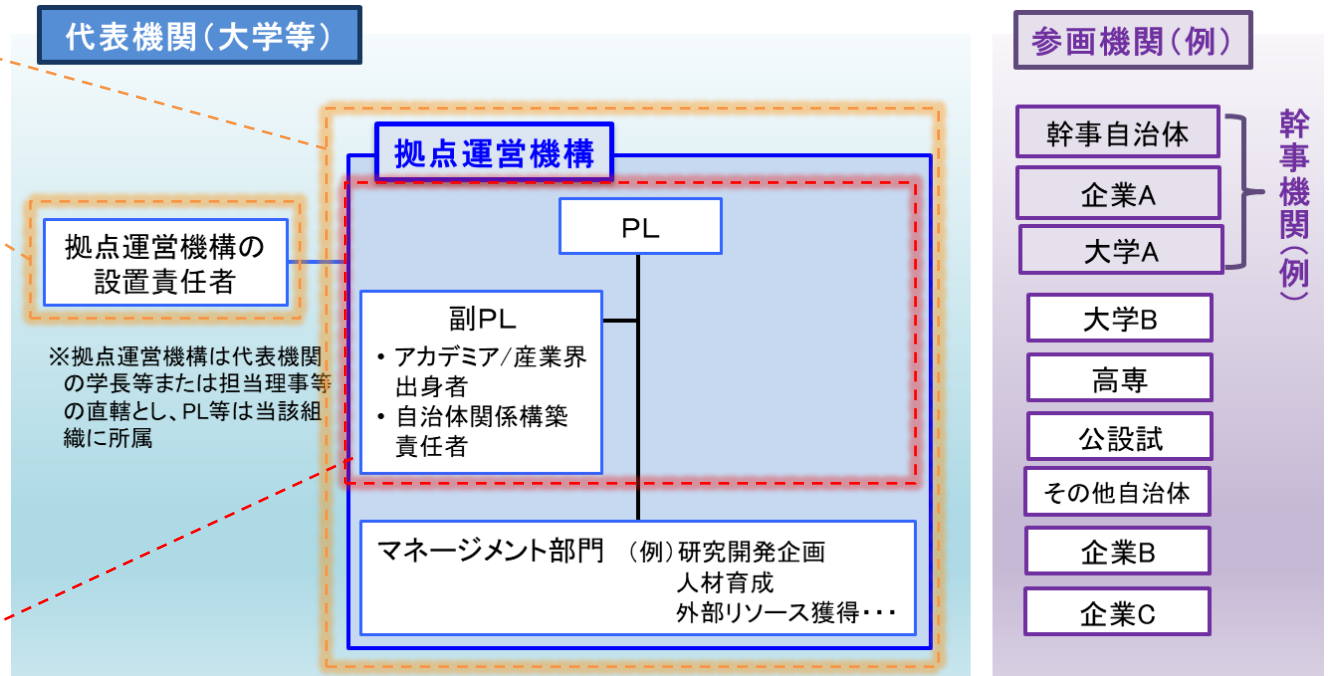 代表機関(大学等)
拠点運営機構の
設置責任者
※拠点運営機構は代表機関
の学長等または担当理事等
の直轄とし、PL等は当該組
織に所属
拠点運営機構
PL
副PL
・アカデミア/産業界
出身者
・自治体関係構築
責任者
マネージメント部門 (例)研究開発企画
人材育成
外部リソース獲得・・・
参画機関(例)
幹事自治体
企業A
大学A
幹事機関(例)
大学B
高専
公設試
その他自治体
企業B
企業C